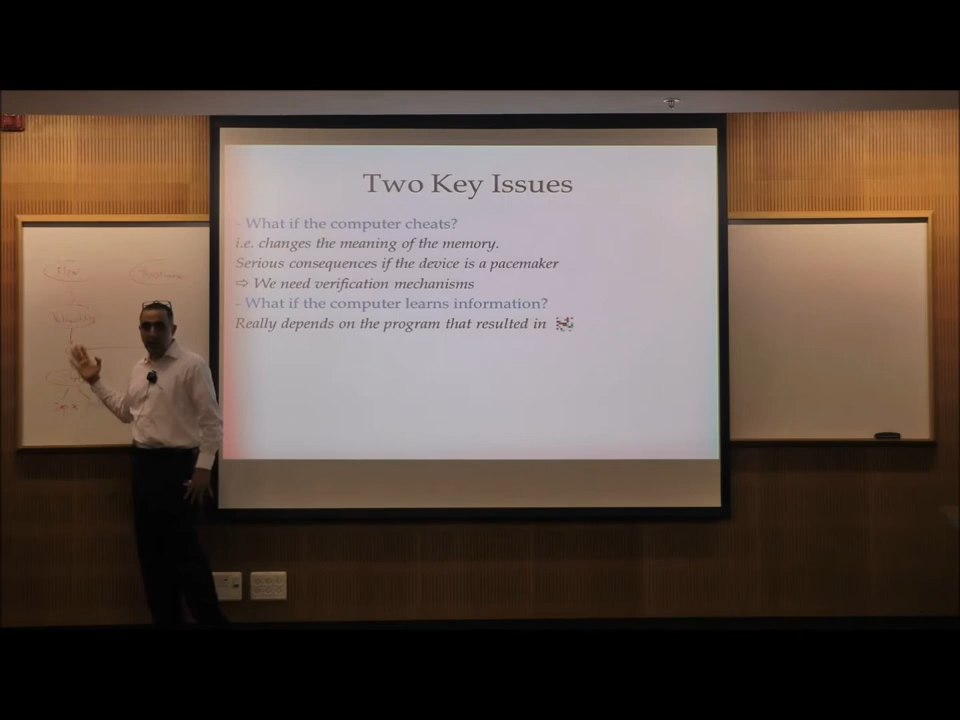 Two Key Issues
- What if the computer cheats?
i.e. changes the meaning of the memory.
Serious consequences if the device is a pacemaker
⇨ We need verification mechanisms
- What if the computer learns information?
Really depends on the program that resulted in